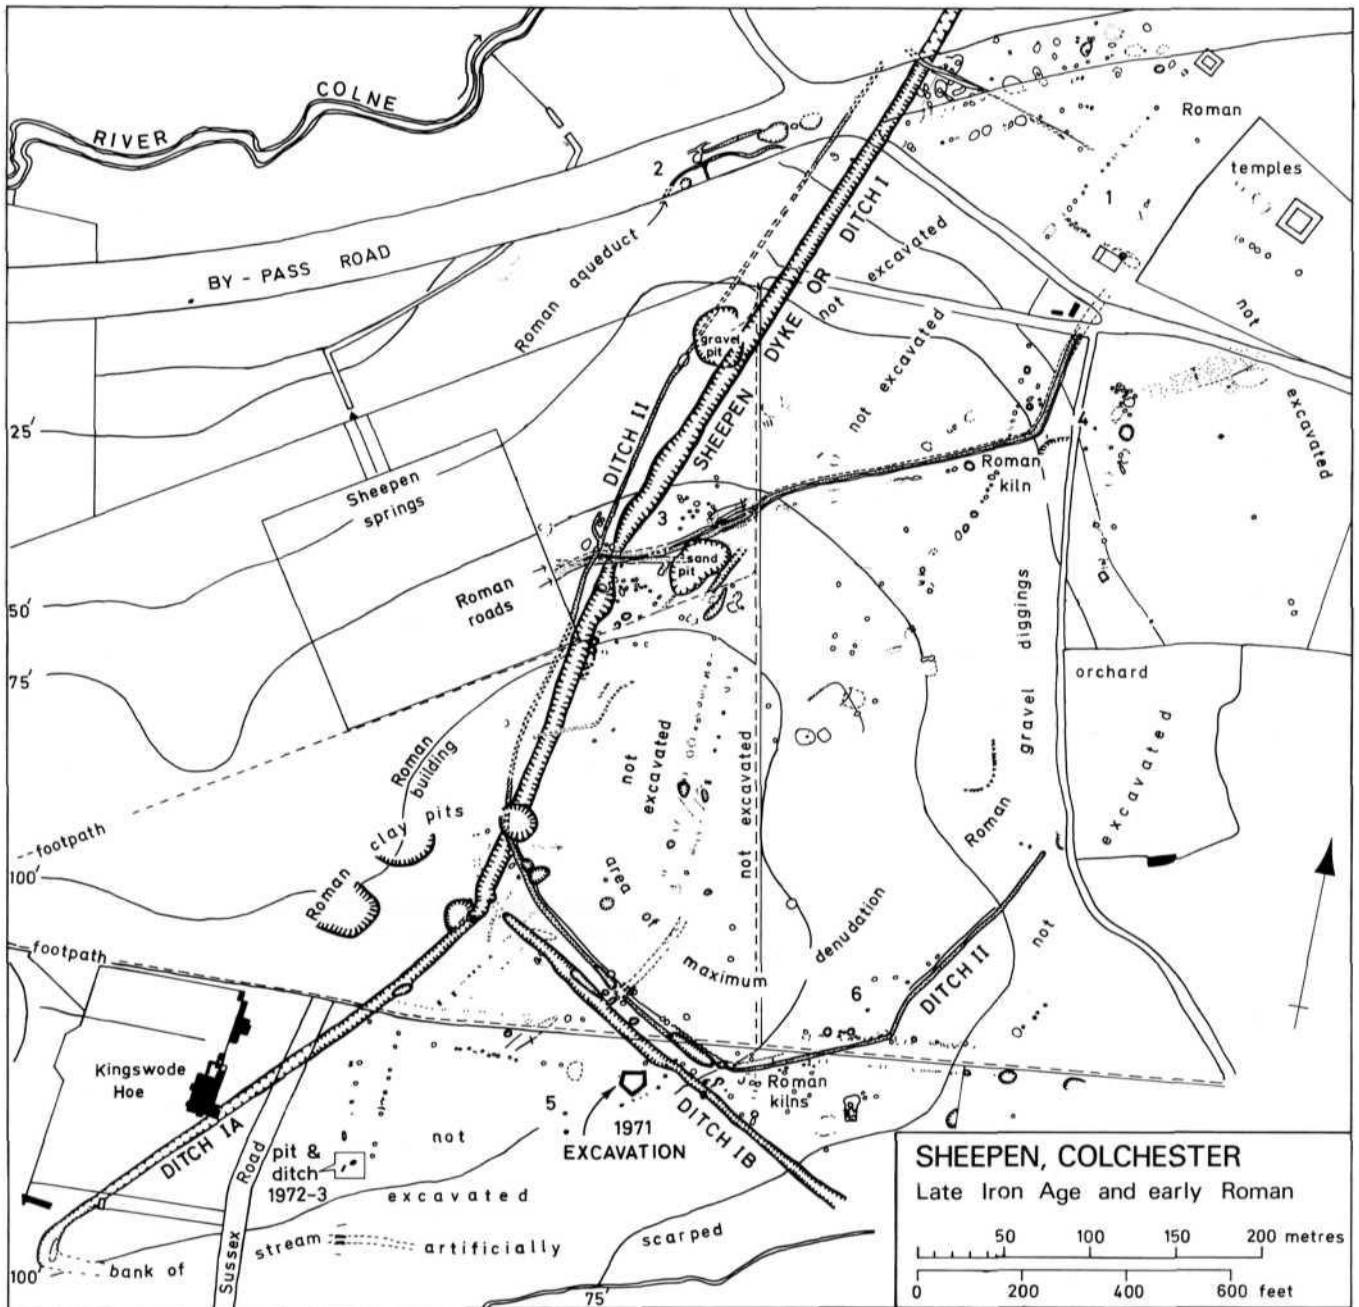 RIVER COLNE
BY-PASS ROAD
2
Roman aqueduct
Roman
temples
1
not
excavated
SHEEPEN DYKE OR DITCH I
not excavated
not excavated
gravel
pit
DITCH II
25'
Sheepen
springs
3
4
Roman
kiln
sand
pit
Roman
roads
50'
75'
gravel diggings
Roman
orchard
not
excavated
Roman
building
not
excavated
not excavated
Roman clay pits
footpath
100'
footpath
area of
maximum
denudation
6
DITCH II
Kingswode
Hoe
DITCH IA
Sussex Road
pit &
ditch
1972-3
not
excavated
5
1971
EXCAVATION
DITCH IB
Roman
kilns
bank of
stream
artificially
scarped
100'
75'
SHEEPEN, COLCHESTER
Late Iron Age and early Roman
50 100 150 200 metres
0 200 400 600 feet